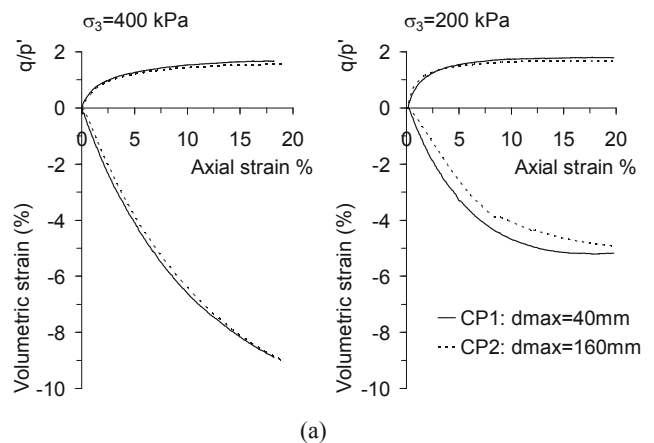 σ3=400 kPa
σ3=200 kPa
q/p'
2
0
0 5 10 15 20
Axial strain %
-2
-4
-6
-8
-10
Volumetric strain (%)
q/p'
2
0
0 5 10 15 20
Axial strain %
-2
-4
-6
-8
-10
Volumetric strain (%)
CP1: dmax=40mm
CP2: dmax=160mm
(a)